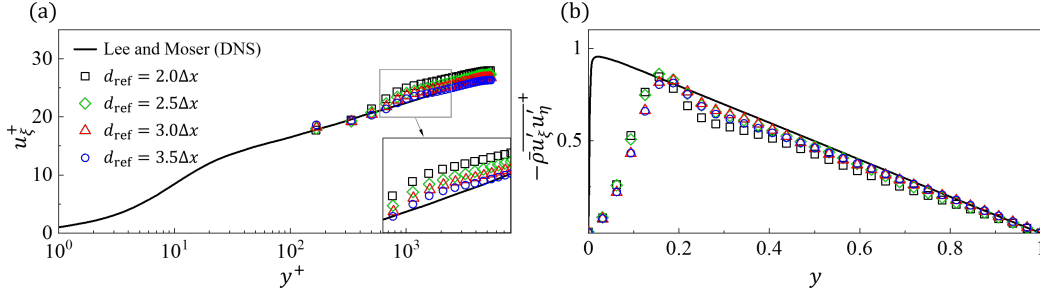 (a)
Lee and Moser (DNS)
d_ref = 2.0Δx
d_ref = 2.5Δx
d_ref = 3.0Δx
d_ref = 3.5Δx
30
20
10
0
u_ξ^+
10^0
10^1
10^2
10^3
y^+
(b)
1
0.5
0
-ρ̄u′_ξu′_η^+
0
0.2
0.4
0.6
0.8
1
y